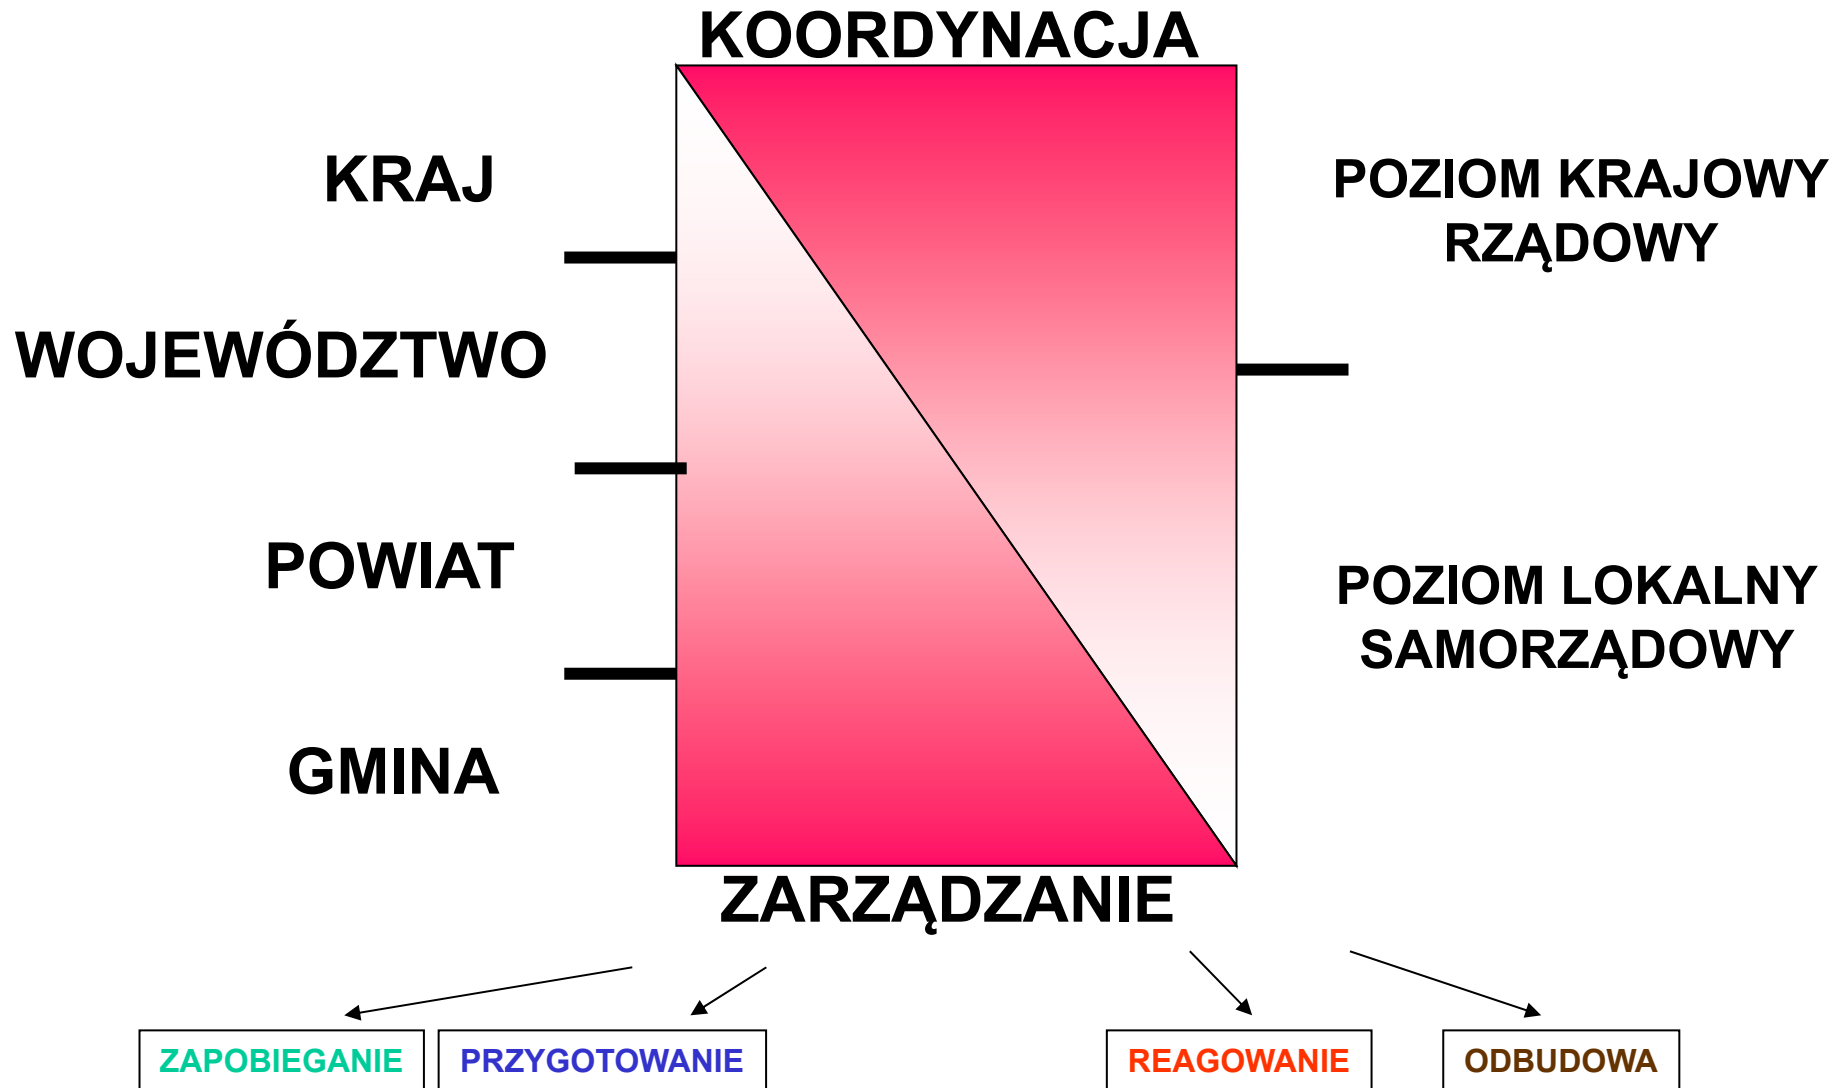 KOORDYNACJA
KRAJ
POZIOM KRAJOWY
RZĄDOWY
WOJEWÓDZTWO
POWIAT
POZIOM LOKALNY
SAMORZĄDOWY
GMINA
ZARZĄDZANIE
ZAPOBIEGANIE
PRZYGOTOWANIE
REAGOWANIE
ODBUDOWA